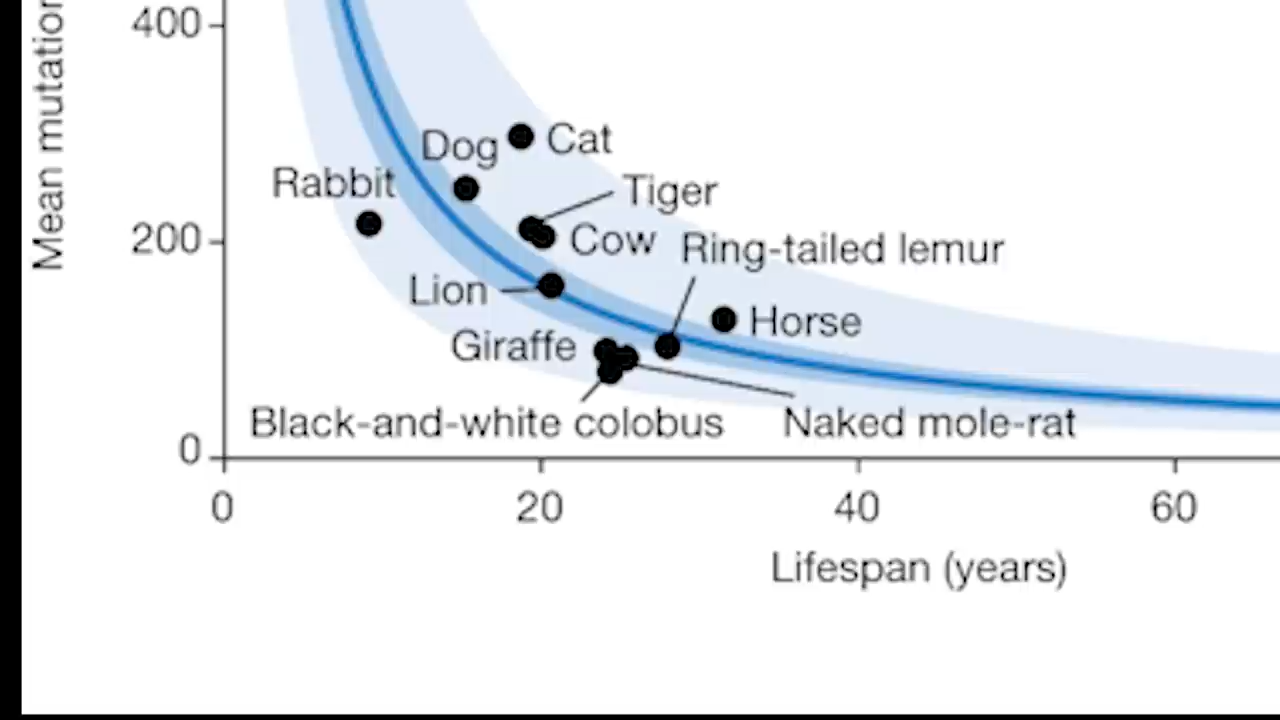 Mean mutation
400
200
0
Dog
Cat
Rabbit
Tiger
Cow
Ring-tailed lemur
Lion
Horse
Giraffe
Black-and-white colobus
Naked mole-rat
0 20 40 60
Lifespan (years)